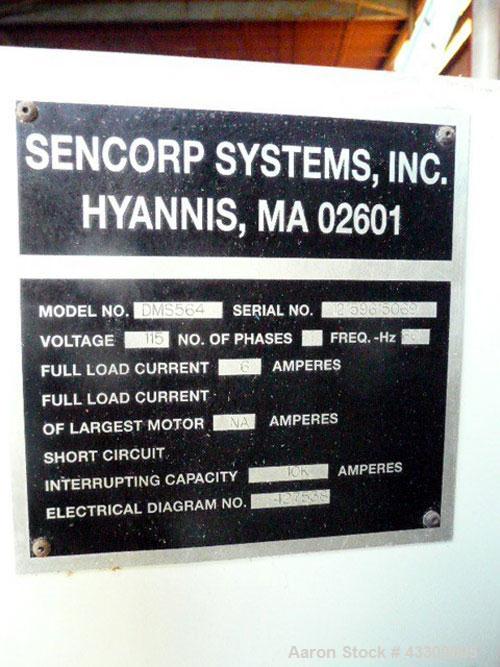 SENCORP SYSTEMS, INC.
HYANNIS, MA 02601
MODEL NO. DMS564 SERIAL NO.
VOLTAGE 115 NO. OF PHASES FREQ.-Hz
FULL LOAD CURRENT 6 AMPERES
FULL LOAD CURRENT
OF LARGEST MOTOR NA AMPERES
SHORT CIRCUIT
INTERRUPTING CAPACITY 10K AMPERES
ELECTRICAL DIAGRAM NO.
Aaron Stock #